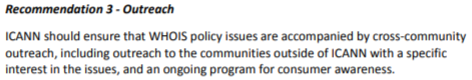 Recommendation 3 - Outreach
ICANN should ensure that WHOIS policy issues are accompanied by cross-community
outreach, including outreach to the communities outside of ICANN with a specific
interest in the issues, and an ongoing program for consumer awareness.